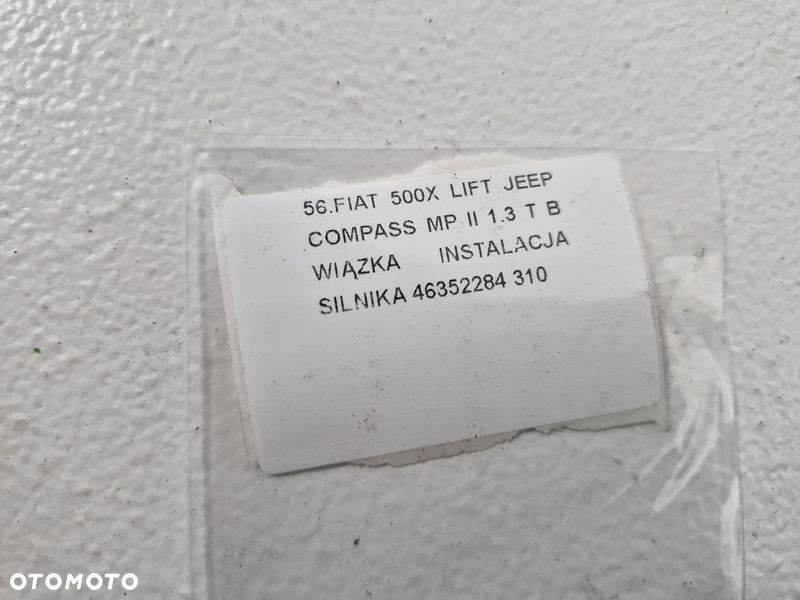 56.FIAT 500X LIFT JEEP
COMPASS MP II 1.3 T B
WIĄZKA INSTALACJA
SILNIKA 46352284 310
OTOMOTO